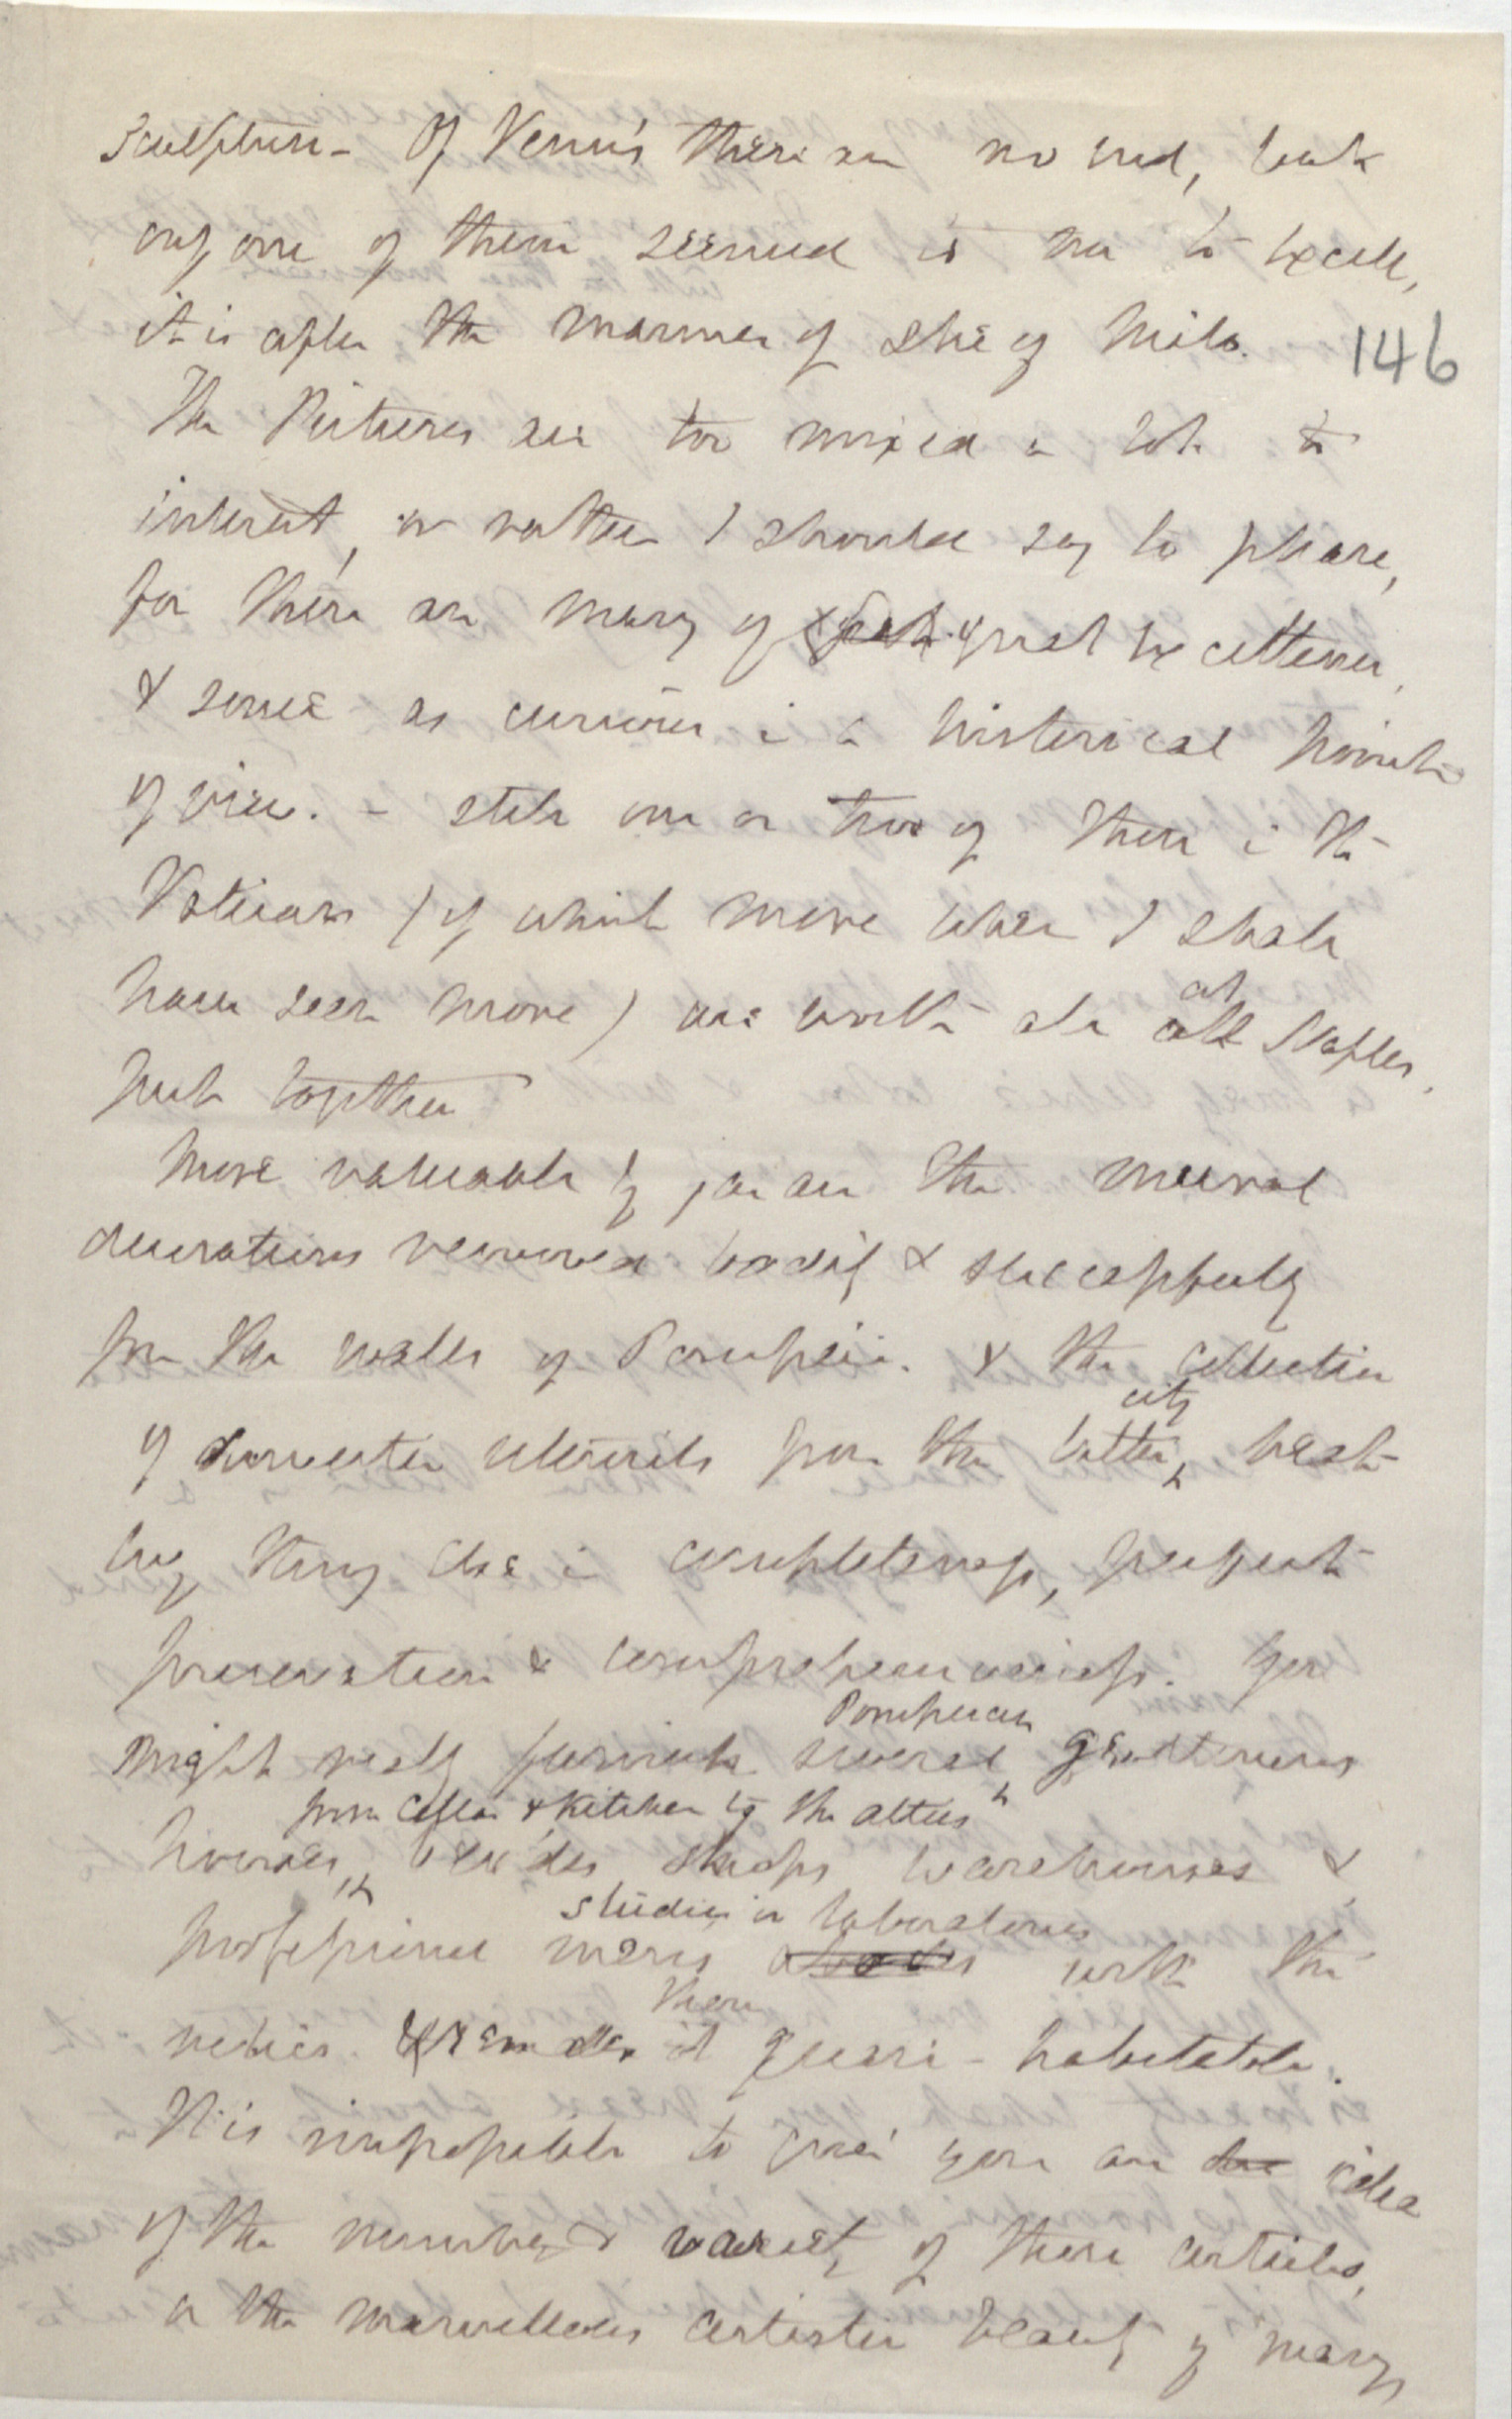 Sculpture – Of Venus's there are no end, but
only one of them seemed to me to excell,
it is after the manner of she of Milo.
146
The Pictures are too mixed a lot to
interest, or rather I should say to please,
for there are many of great excellence,
& some as curious in a historical point
of view. – still one or two of those in the
Vatican (of which more when I shall
have seen more) are worth all at Naples
put together
More valuable by far are the mural
decorations removed bodily & successfully
from the walls of Pompeii. & the collection
of domestic utensils from the latter city, beat
any thing else in completeness, perfect
preservation & comprehensiveness. You
might really furnish several Pompeian gentlemens
houses, from Cellar & Kitchen to the attics besides shops warehouses &
professional mens studies or laboratories with the
relics. & render them quasi-habitable.
It is impossible to give you an idea
of the number & variety of these articles,
or the marvellous artistic beauty of many